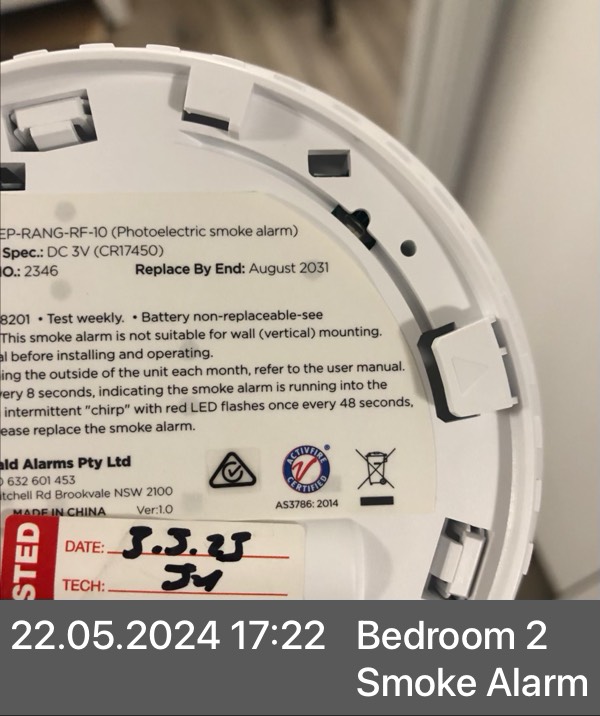 EP-RANG-RF-10 (Photoelectric smoke alarm)
Spec.: DC 3V (CR17450)
O.: 2346 Replace By End: August 2031
8201 • Test weekly. • Battery non-replaceable-see
This smoke alarm is not suitable for wall (vertical) mounting.
al before installing and operating.
ing the outside of the unit each month, refer to the user manual.
ery 8 seconds, indicating the smoke alarm is running into the
intermittent "chirp" with red LED flashes once every 48 seconds,
ease replace the smoke alarm.
ald Alarms Pty Ltd
632 601 453
tchell Rd Brookvale NSW 2100
MADE IN CHINA Ver:1.0
ACTIVFIRE
®
CERTIFIED
AS3786: 2014
STED
DATE:
TECH:
22.05.2024 17:22 Bedroom 2
Smoke Alarm